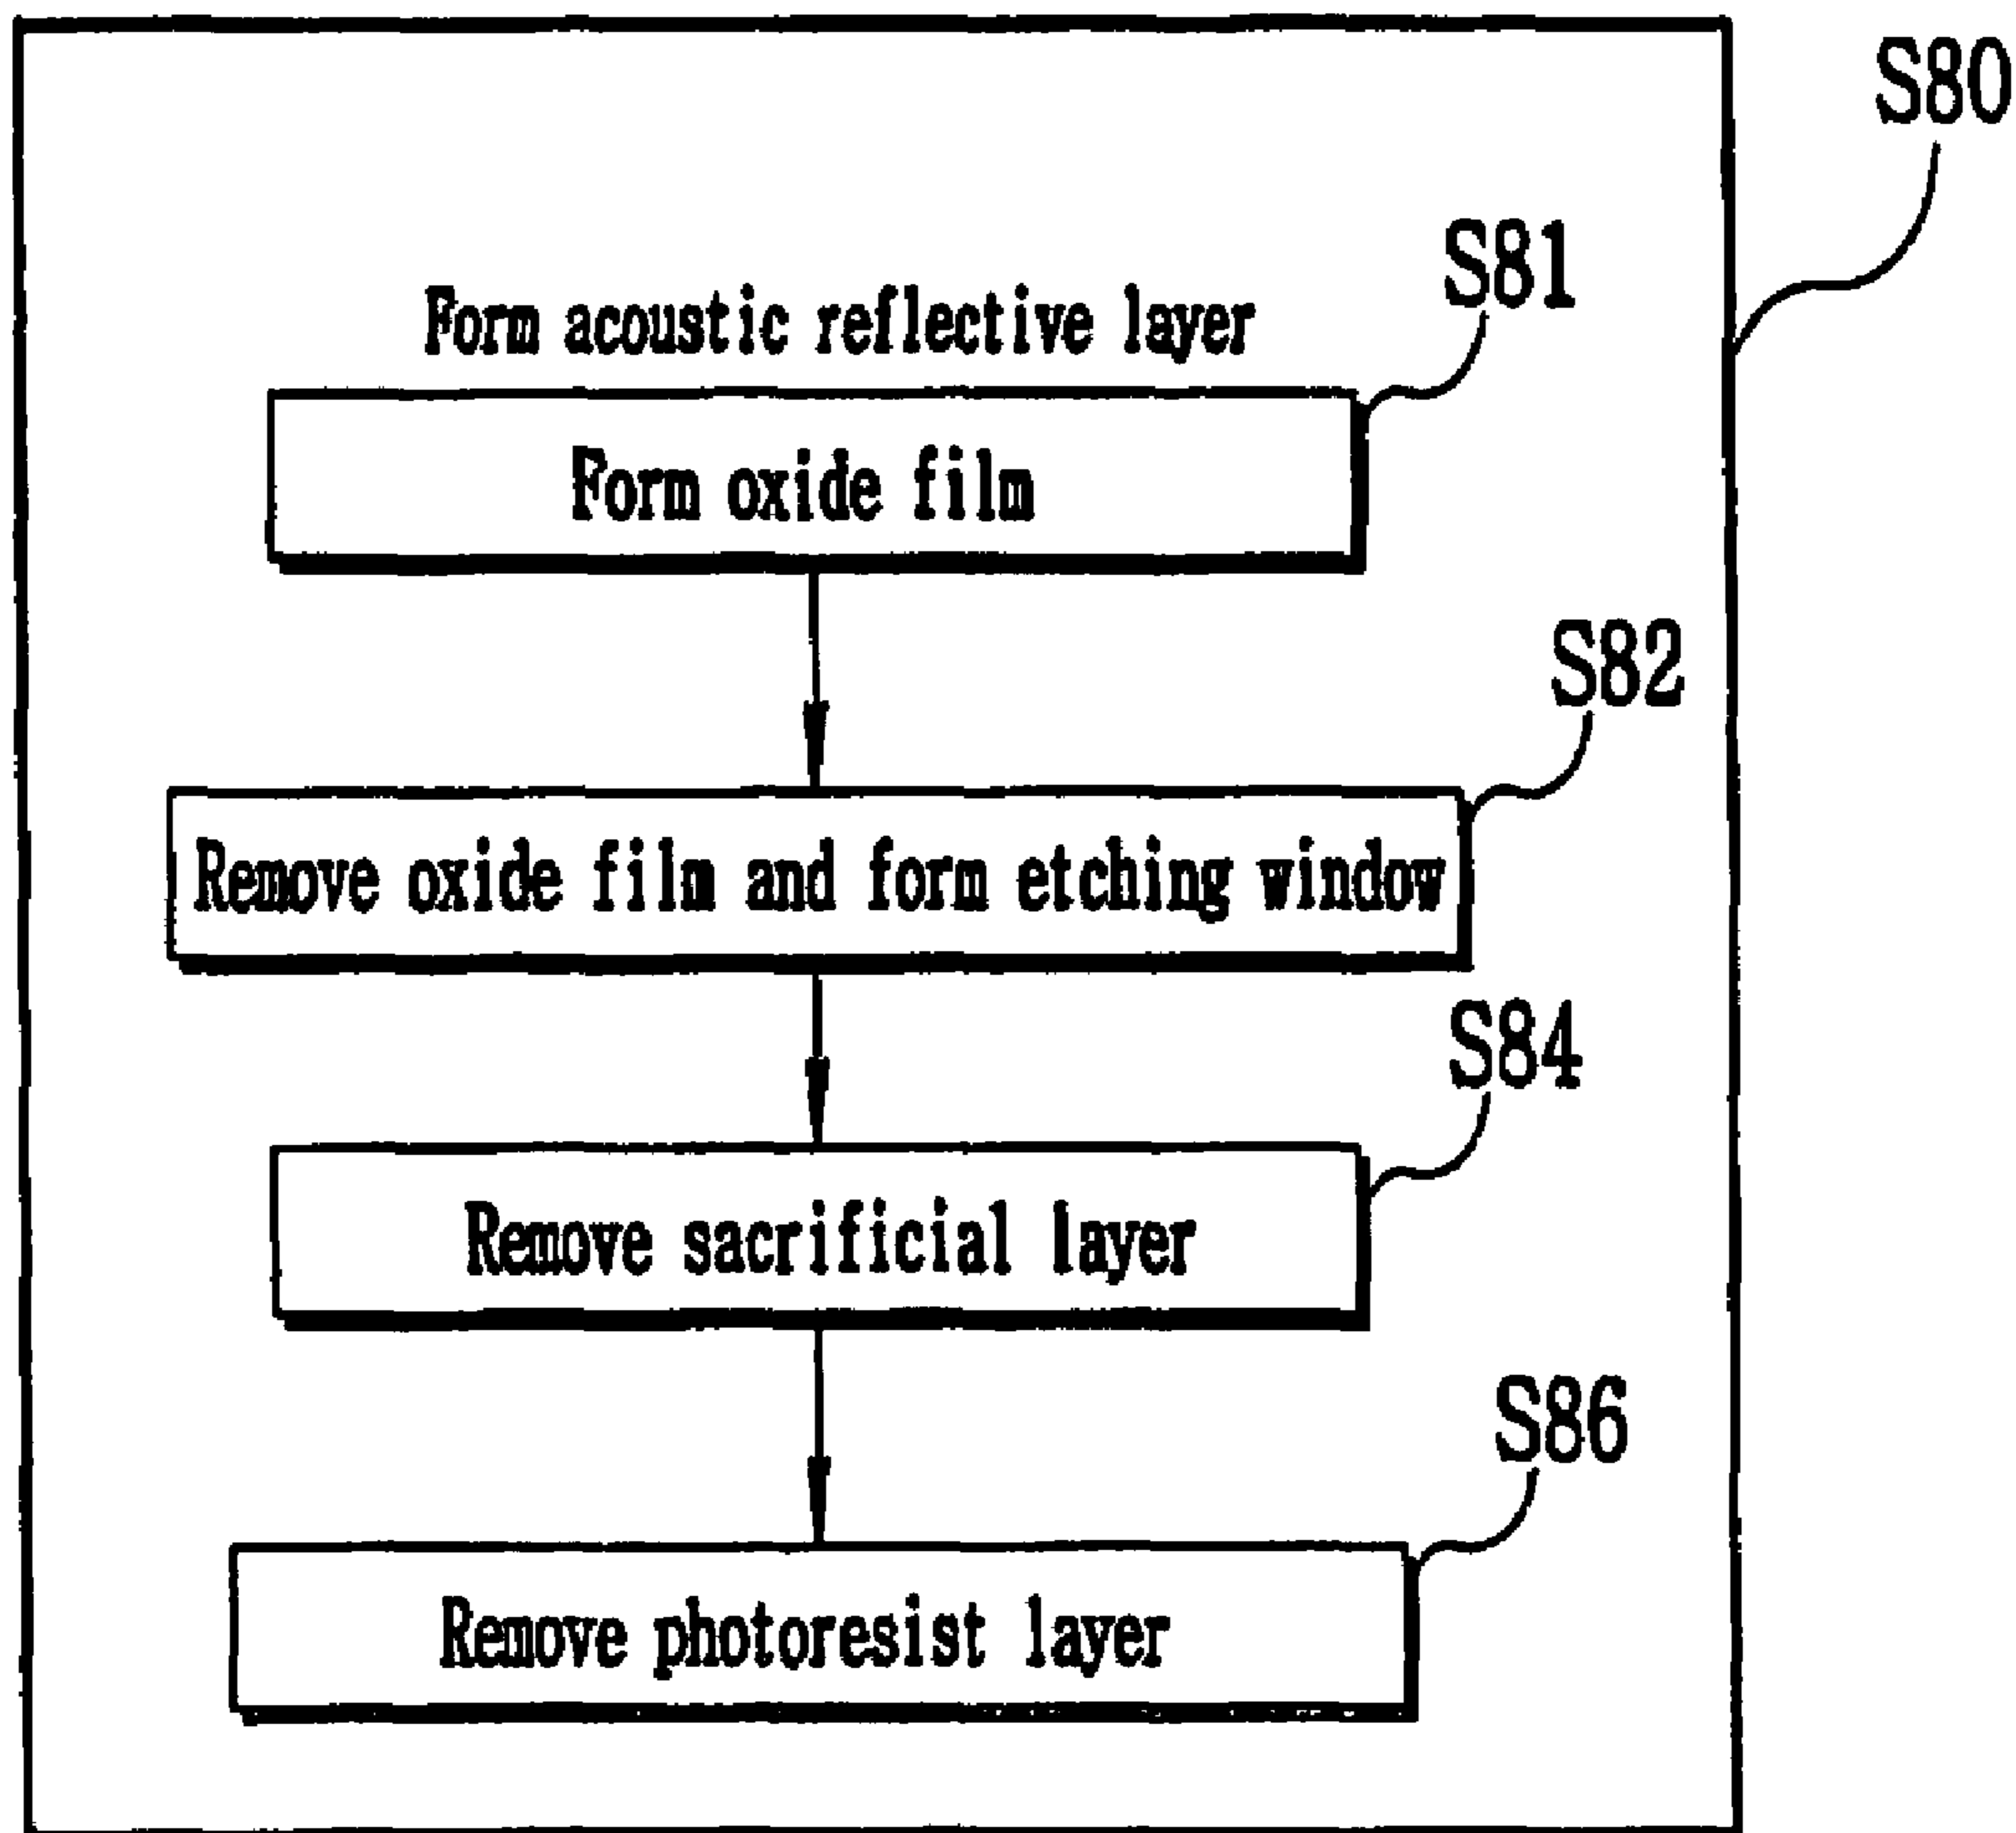 S80
S81
Form acoustic reflective layer
Form oxide film
S82
Remove oxide film and form etching window
S84
Remove sacrificial layer
S86
Remove photoresist layer